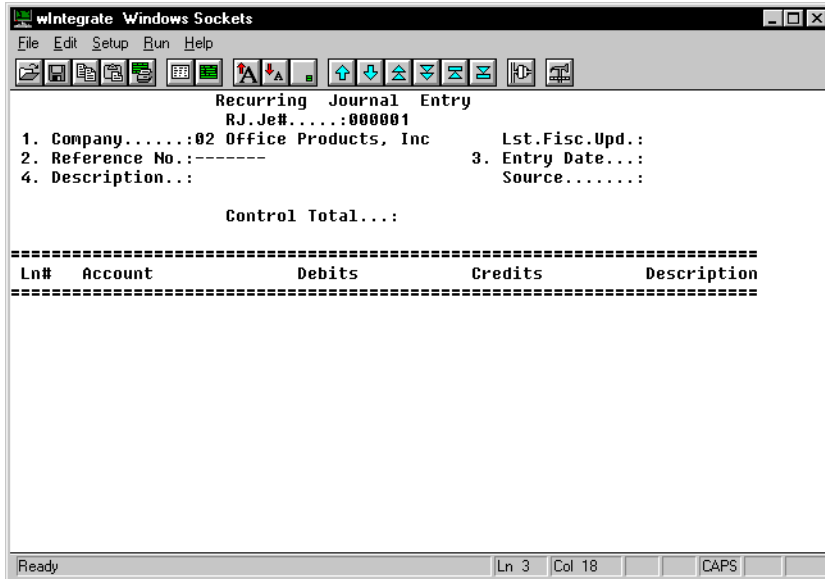 wIntegrate Windows Sockets
File Edit Setup Run Help
Recurring Journal Entry
RJ.Je#.....:000001
1. Company......:02 Office Products, Inc Lst.Fisc.Upd.:
2. Reference No.:------- 3. Entry Date...:
4. Description..: Source.......:
Control Total...:
=========================================================================
Ln# Account Debits Credits Description
=========================================================================
Ready Ln 3 Col 18 CAPS